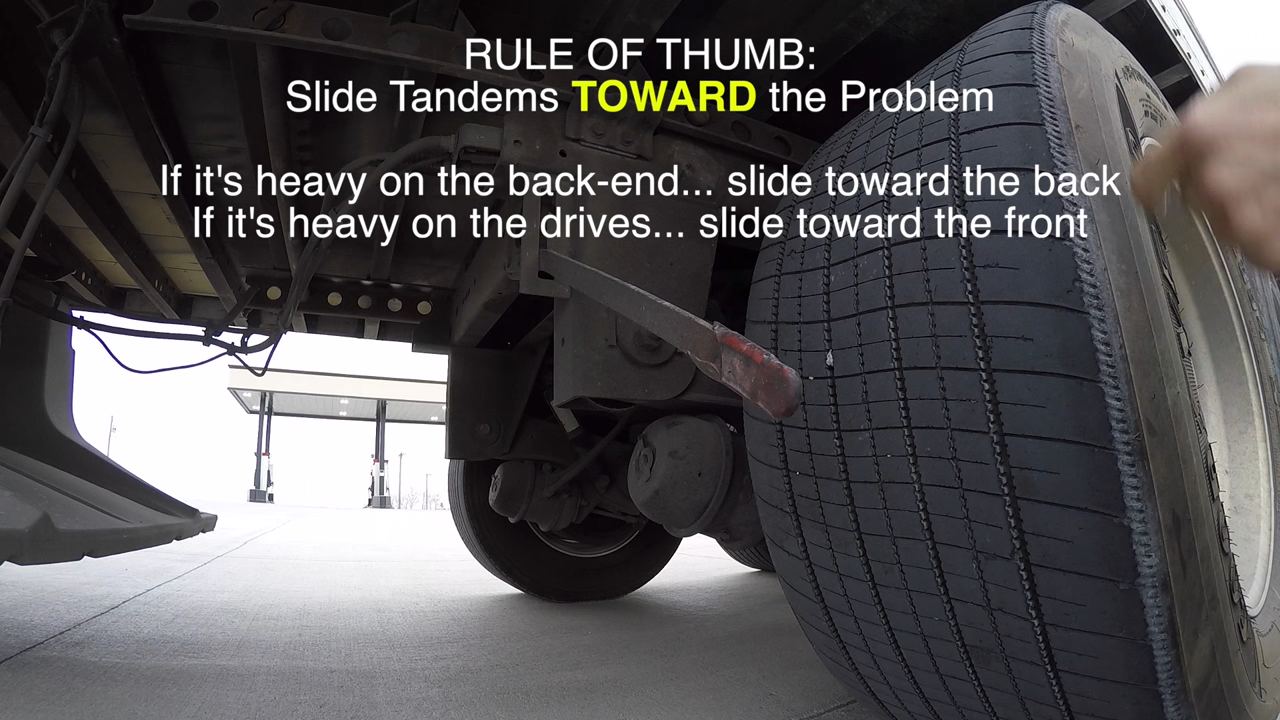 RULE OF THUMB:
Slide Tandems TOWARD the Problem
If it's heavy on the back-end... slide toward the back
If it's heavy on the drives... slide toward the front